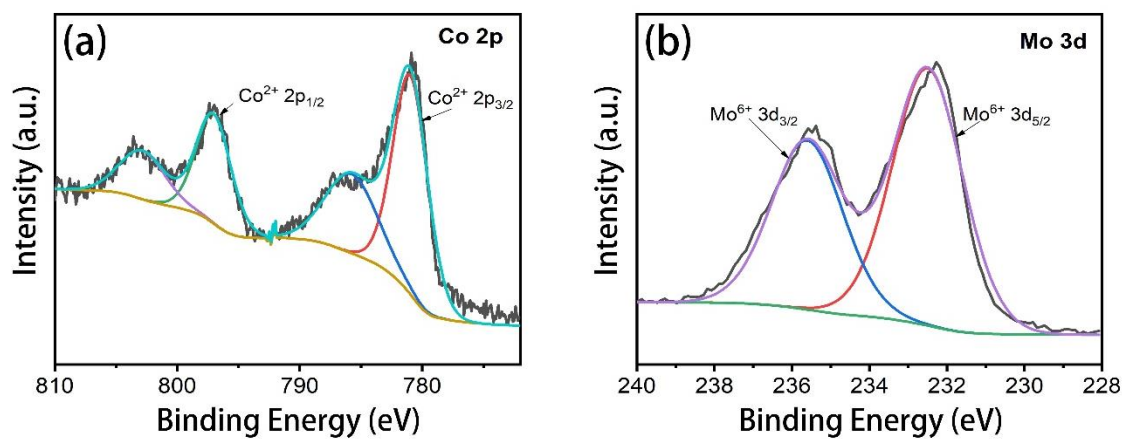 (a)
Co 2p
Co²⁺ 2p₁/₂
Co²⁺ 2p₃/₂
Intensity (a.u.)
810
800
790
780
Binding Energy (eV)
(b)
Mo 3d
Mo⁶⁺ 3d₃/₂
Mo⁶⁺ 3d₅/₂
Intensity (a.u.)
240
238
236
234
232
230
228
Binding Energy (eV)